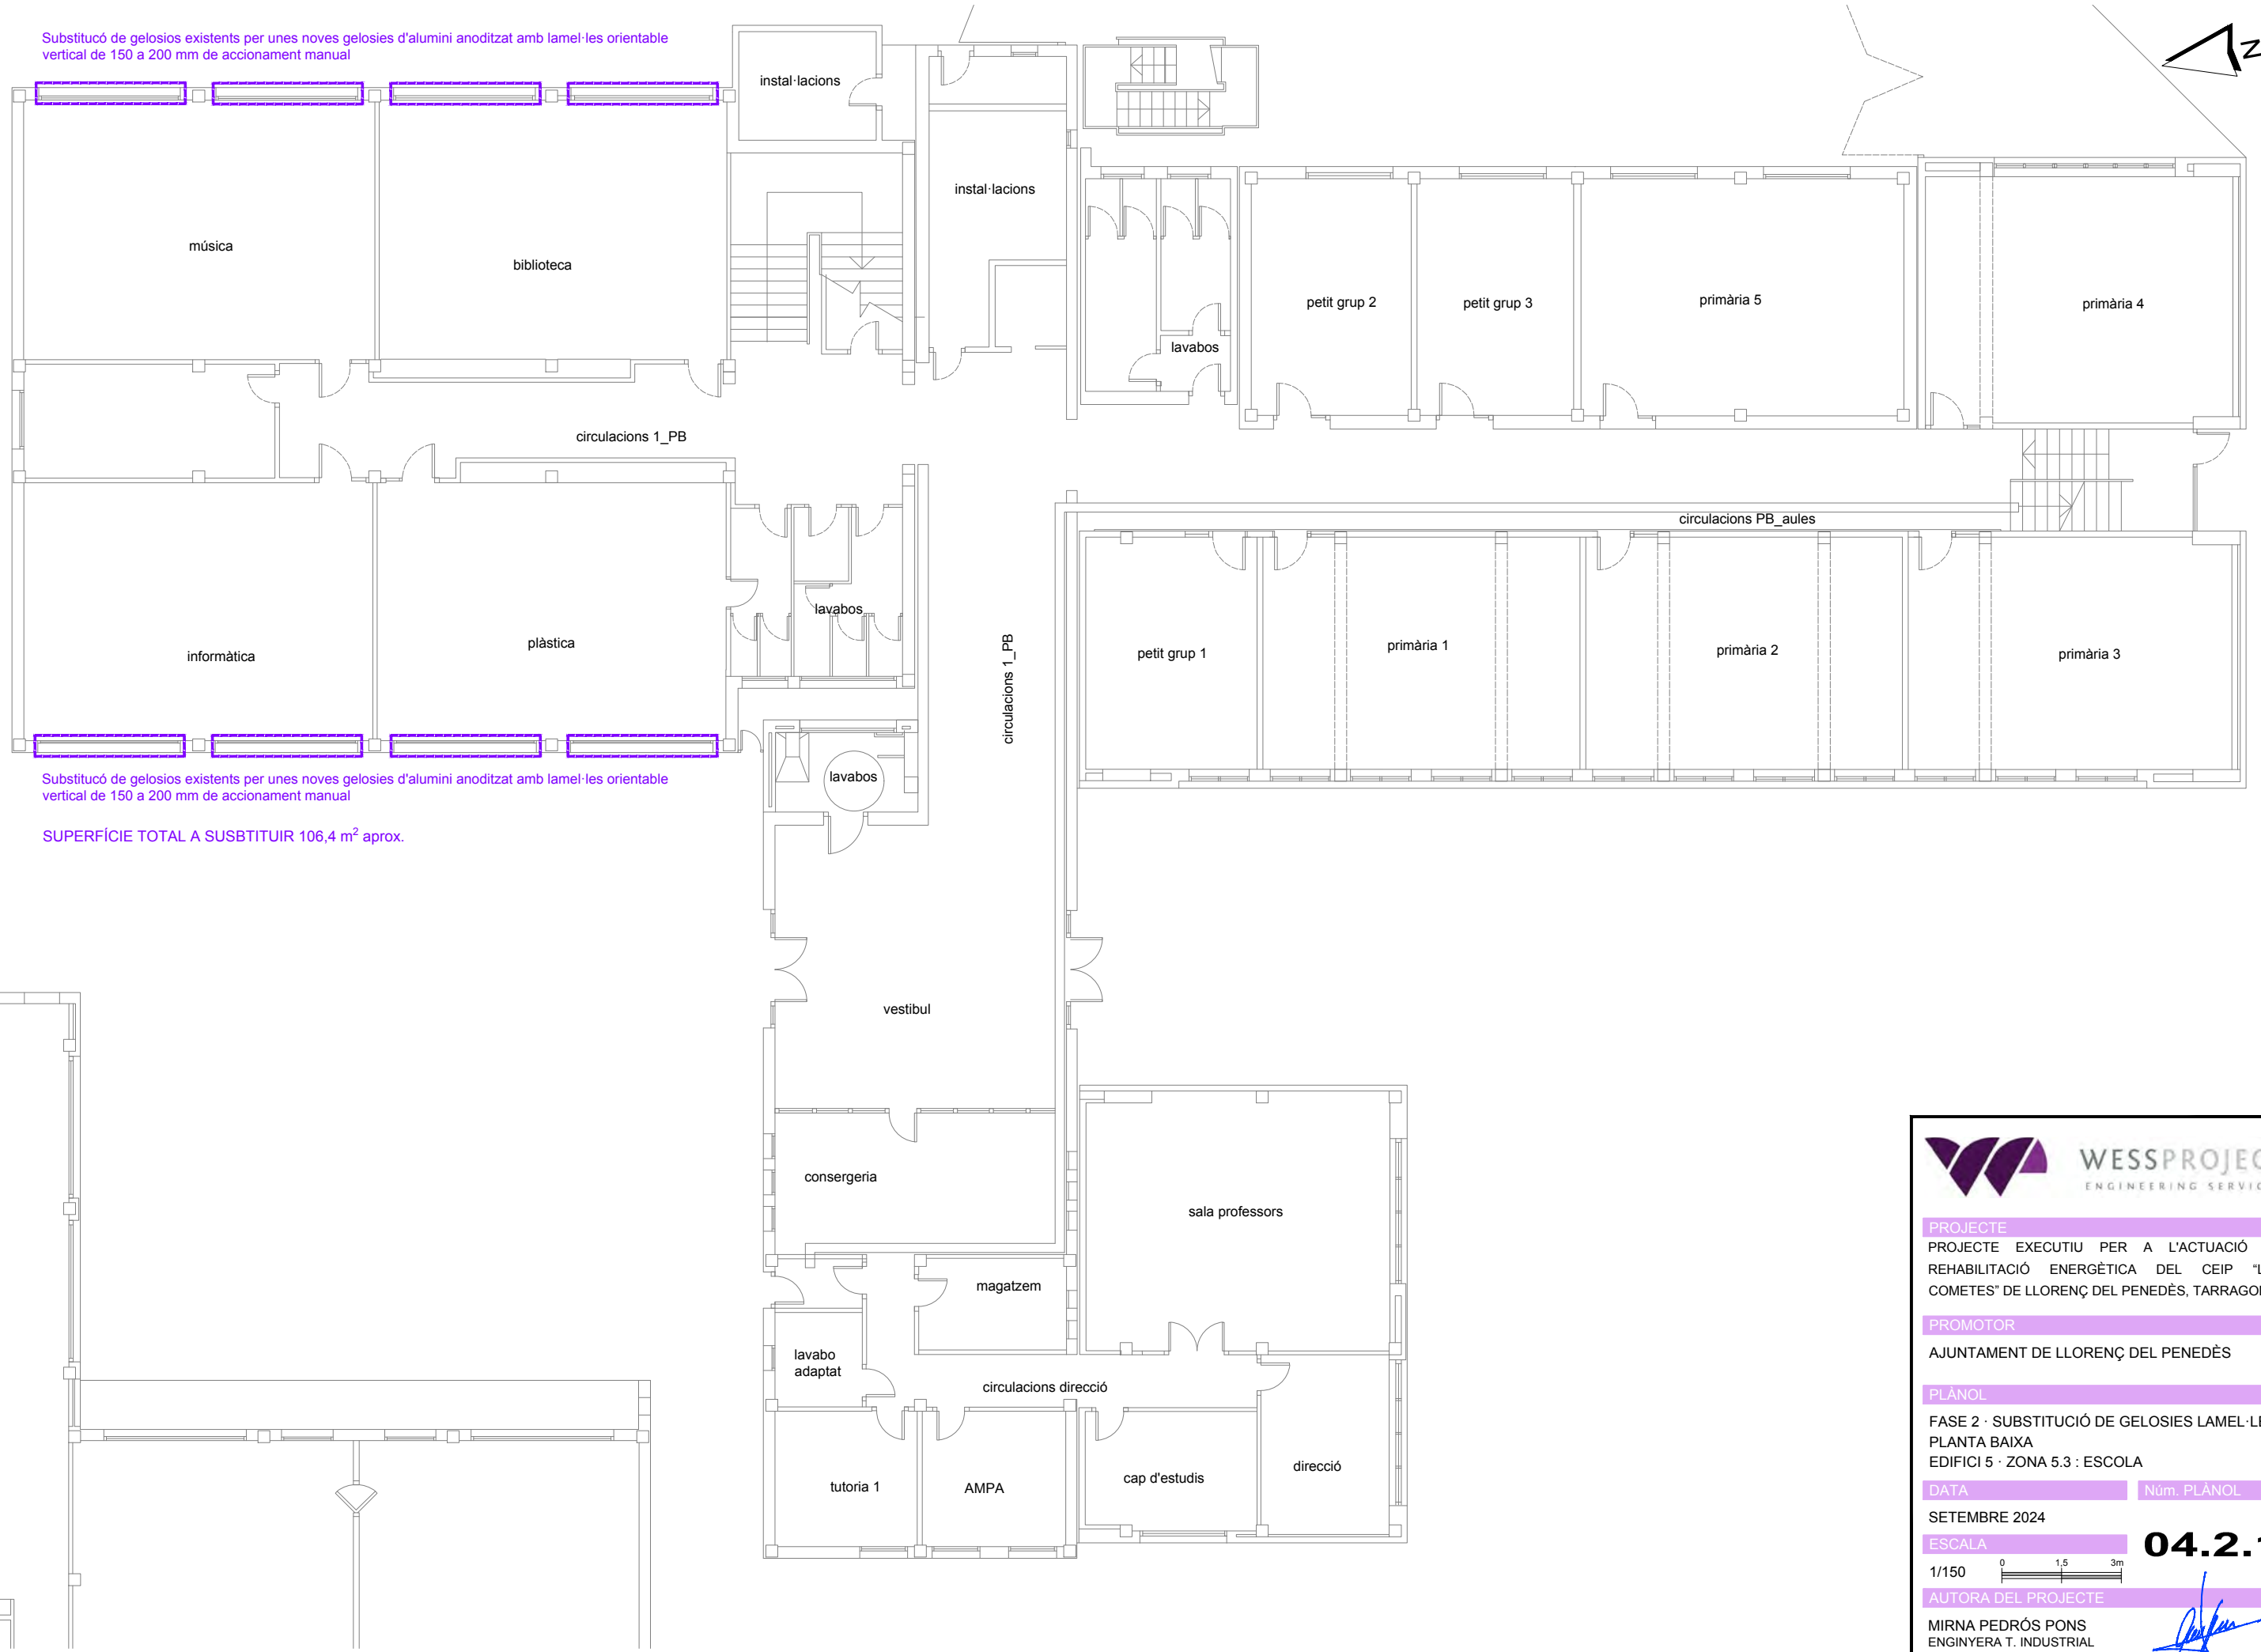 Substitucó de gelosios existents per unes noves gelosies d'alumini anoditzat amb lamel·les orientable
vertical de 150 a 200 mm de accionament manual
N
instal·lacions
instal·lacions
música
biblioteca
petit grup 2
petit grup 3
primària 5
primària 4
lavabos
circulacions 1_PB
circulacions PB_aules
lavabos
informàtica
plàstica
circulacions 1_PB
petit grup 1
primària 1
primària 2
primària 3
lavabos
Substitucó de gelosios existents per unes noves gelosies d'alumini anoditzat amb lamel·les orientable
vertical de 150 a 200 mm de accionament manual
SUPERFÍCIE TOTAL A SUSBTITUIR 106,4 m² aprox.
vestibul
consergeria
sala professors
magatzem
lavabo
adaptat
circulacions direcció
tutoria 1
AMPA
cap d'estudis
direcció
WESSPROJEC
ENGINEERING SERVIC
PROJECTE
PROJECTE EXECUTIU PER A L'ACTUACIÓ
REHABILITACIÓ ENERGÈTICA DEL CEIP
COMETES” DE LLORENÇ DEL PENEDÈS,
PROMOTOR
AJUNTAMENT DE LLORENÇ DEL PENEDÈS
PLÀNOL
FASE 2 · SUBSTITUCIÓ DE GELOSIES
PLANTA BAIXA
EDIFICI 5 · ZONA 5.3 : ESCOLA
DATA
Núm. PLÀNOL
SETEMBRE 2024
04.2.
ESCALA
1/150
0 1,5 3m
AUTORA DEL PROJECTE
MIRNA PEDRÓS PONS
ENGINYERA T. INDUSTRIAL